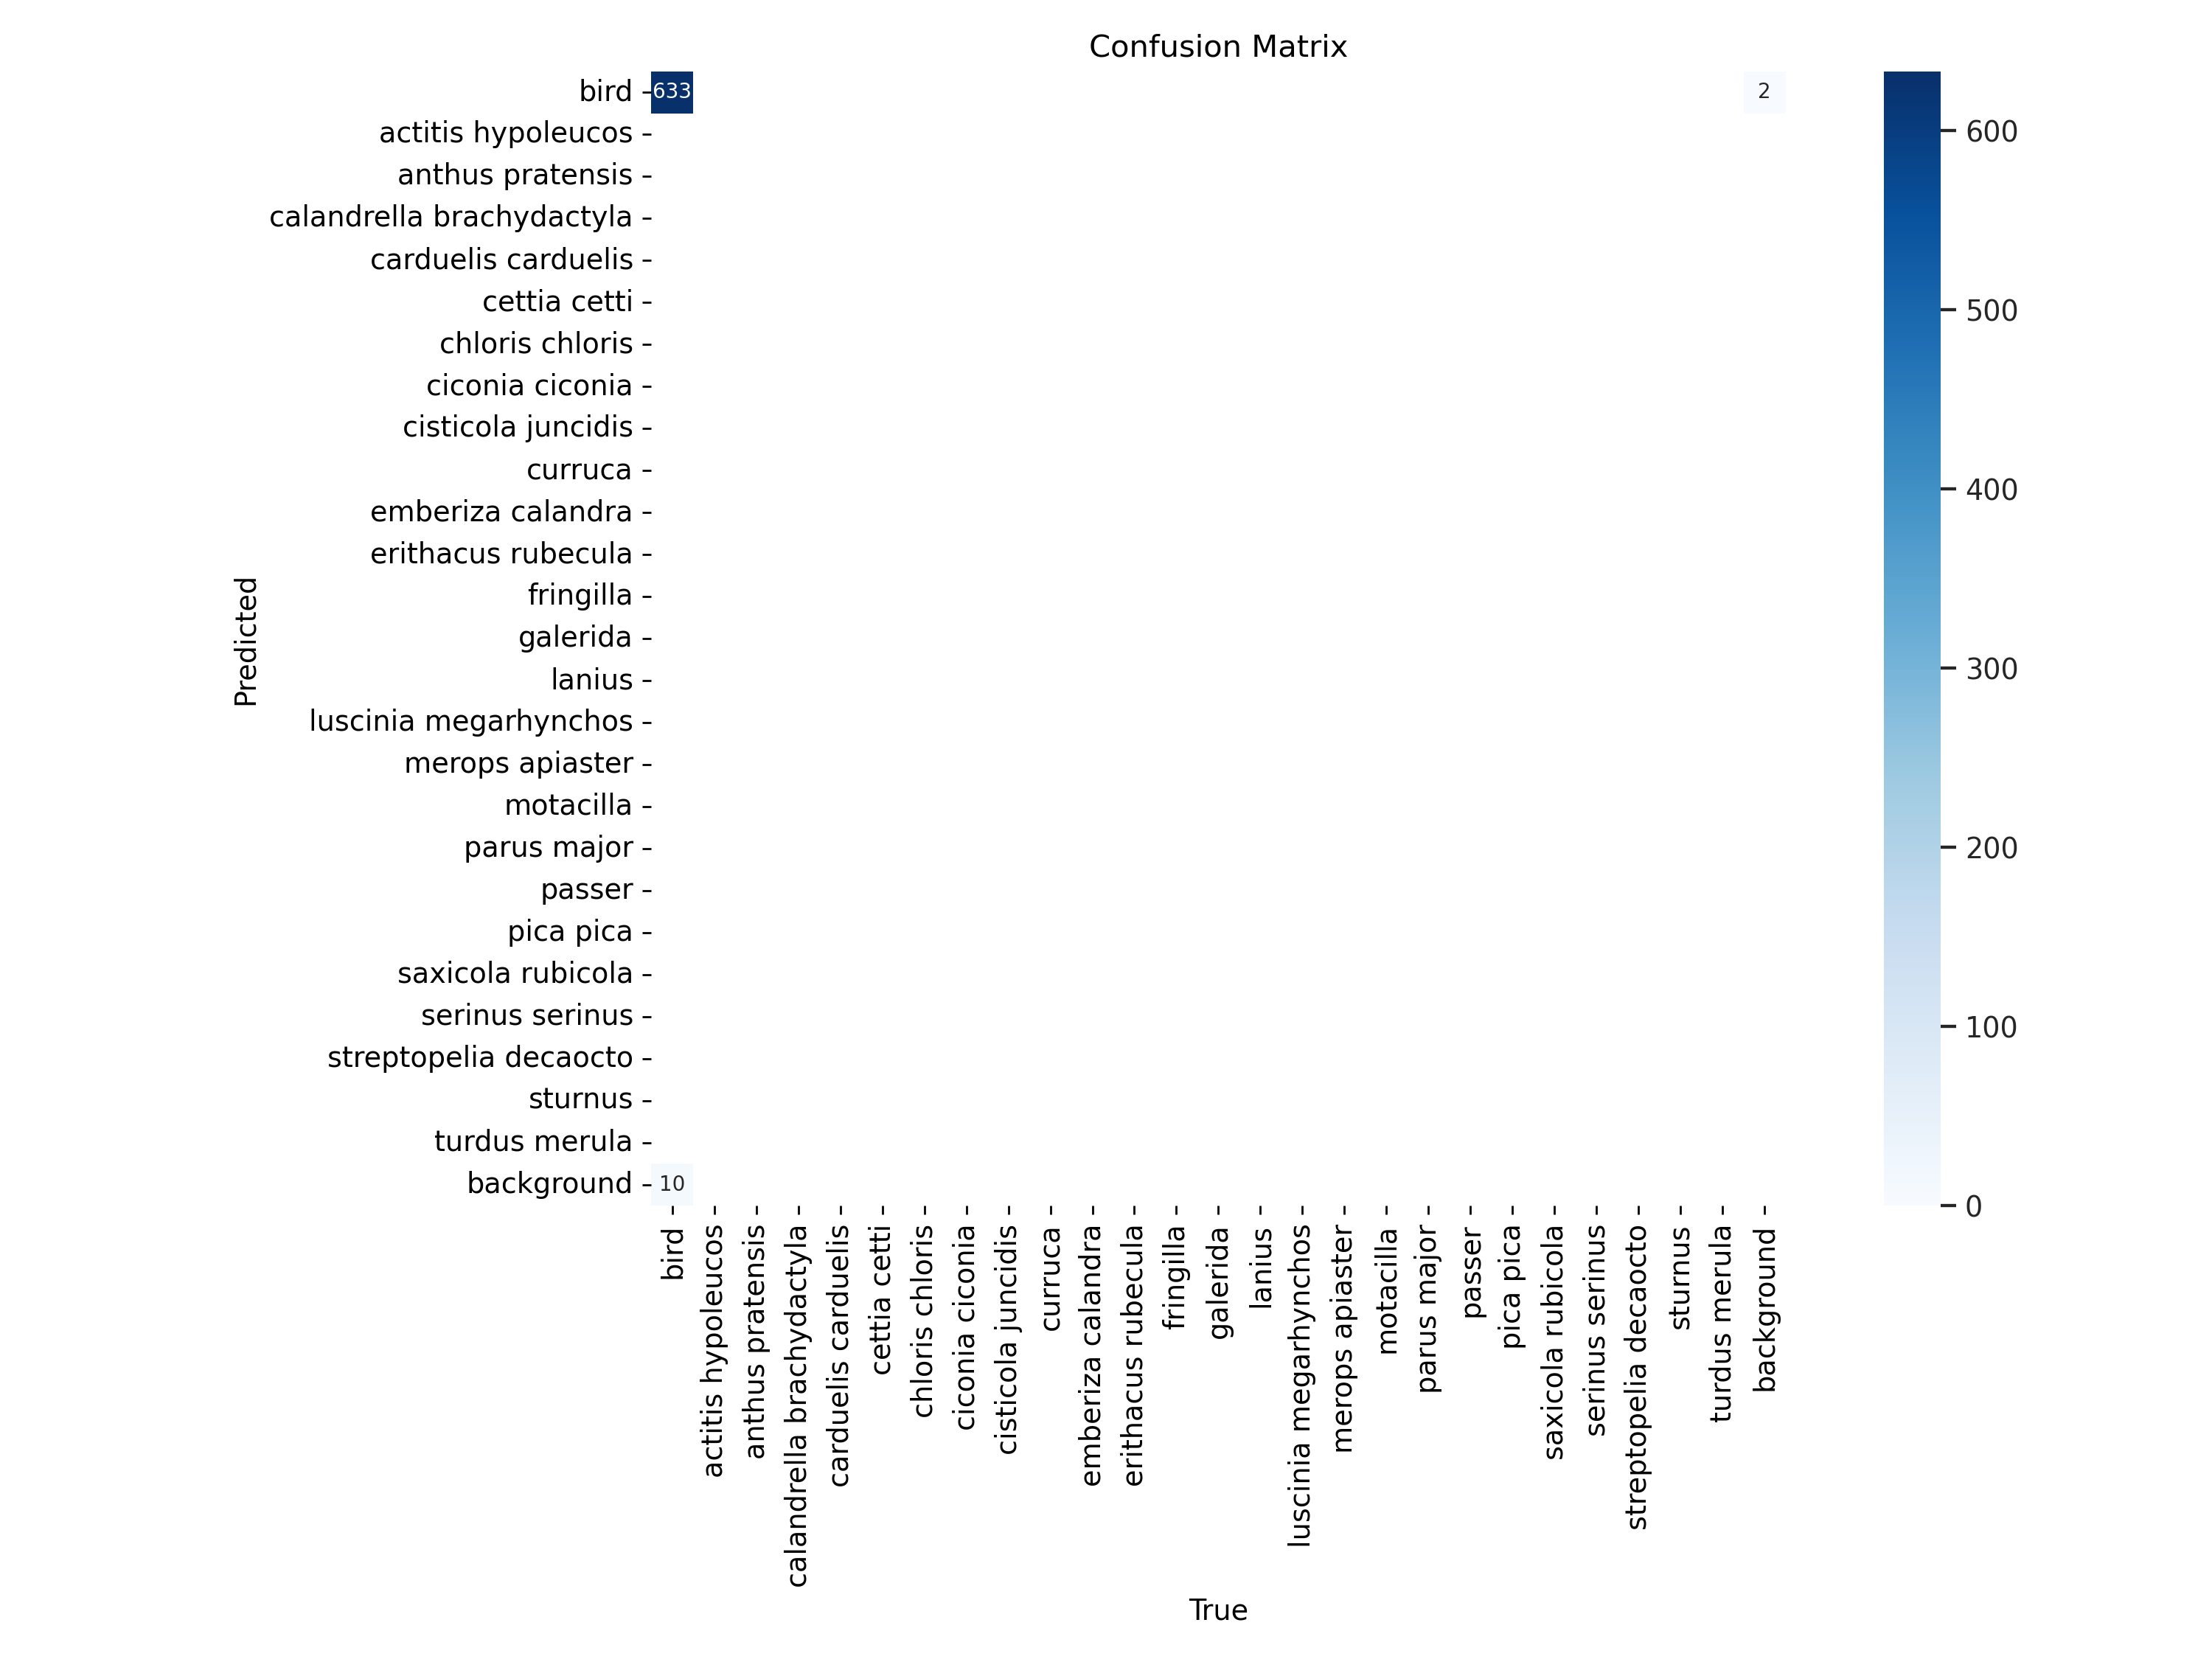 Confusion Matrix
bird
actitis hypoleucos
anthus pratensis
calandrella brachydactyla
carduelis carduelis
cettia cetti
chloris chloris
ciconia ciconia
cisticola juncidis
curruca
emberiza calandra
erithacus rubecula
fringilla
galerida
lanius
luscinia megarhynchos
merops apiaster
motacilla
parus major
passer
pica pica
saxicola rubicola
serinus serinus
streptopelia decaocto
sturnus
turdus merula
background
Predicted
633
2
10
bird
actitis hypoleucos
anthus pratensis
calandrella brachydactyla
carduelis carduelis
cettia cetti
chloris chloris
ciconia ciconia
cisticola juncidis
curruca
emberiza calandra
erithacus rubecula
fringilla
galerida
lanius
luscinia megarhynchos
merops apiaster
motacilla
parus major
passer
pica pica
saxicola rubicola
serinus serinus
streptopelia decaocto
sturnus
turdus merula
background
True
600
500
400
300
200
100
0